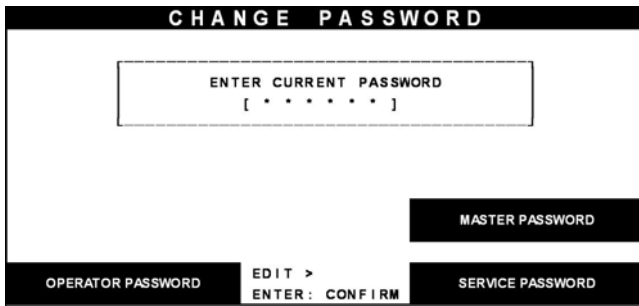 CHANGE PASSWORD
ENTER CURRENT PASSWORD
[ * * * * * * ]
MASTER PASSWORD
OPERATOR PASSWORD
EDIT >
ENTER: CONFIRM
SERVICE PASSWORD